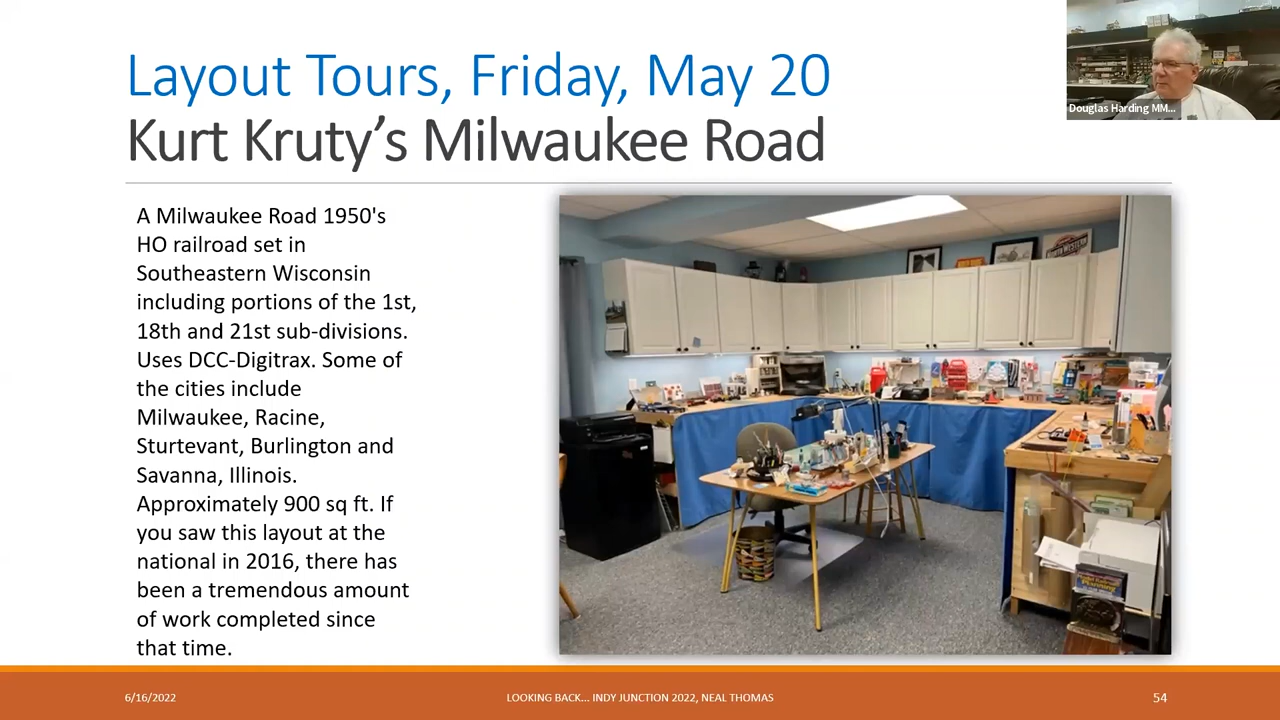 Layout Tours, Friday, May 20
Kurt Kruty’s Milwaukee Road
Douglas Harding MM...
A Milwaukee Road 1950's
HO railroad set in
Southeastern Wisconsin
including portions of the 1st,
18th and 21st sub-divisions.
Uses DCC-Digitrax. Some of
the cities include
Milwaukee, Racine,
Sturtevant, Burlington and
Savanna, Illinois.
Approximately 900 sq ft. If
you saw this layout at the
national in 2016, there has
been a tremendous amount
of work completed since
that time.
6/16/2022
LOOKING BACK... INDY JUNCTION 2022, NEAL THOMAS
54